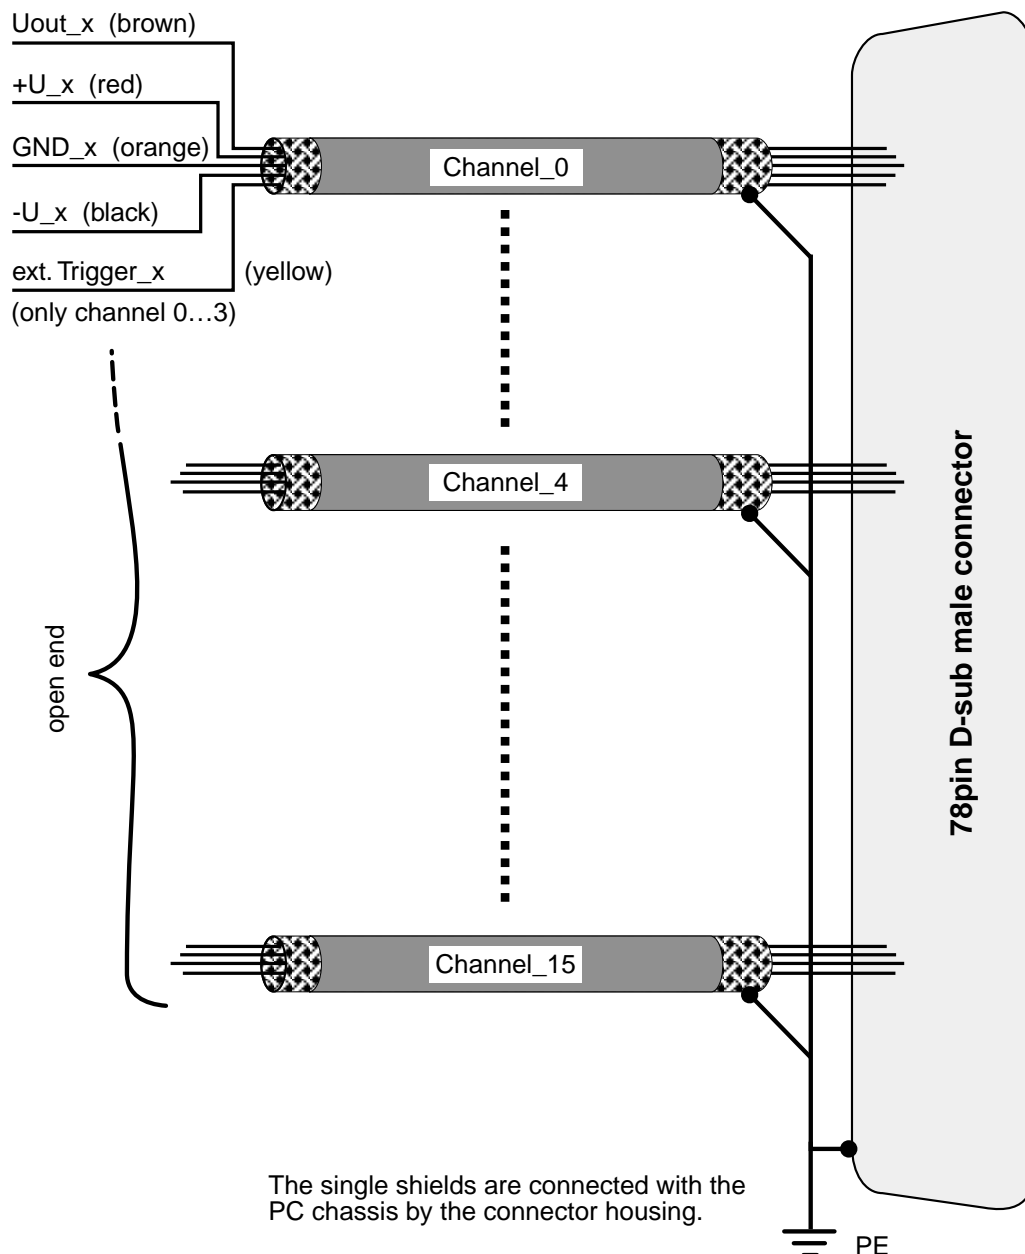 Uout_x (brown)
+U_x (red)
GND_x (orange)
-U_x (black)
ext. Trigger_x (yellow)
(only channel 0…3)
Channel_0
Channel_4
Channel_15
open end
78pin D-sub male connector
The single shields are connected with the
PC chassis by the connector housing.
PE